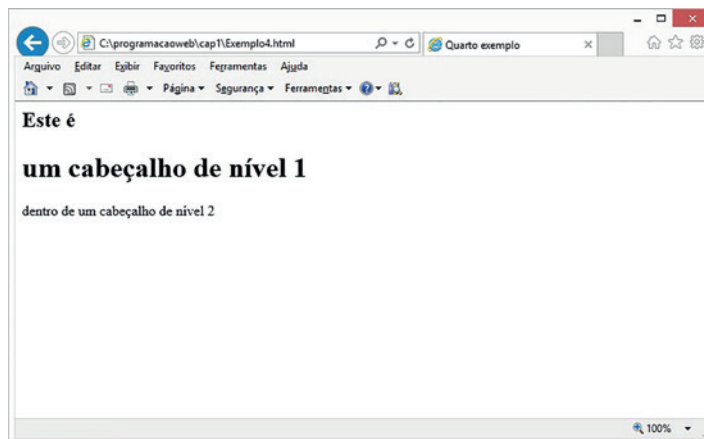 C:\programacaoweb\cap1\Exemplo4.html
Quarto exemplo
Arquivo Editar Exibir Favoritos Ferramentas Ajuda
Página Segurança Ferramentas
Este é
um cabeçalho de nível 1
dentro de um cabeçalho de nível 2
100%